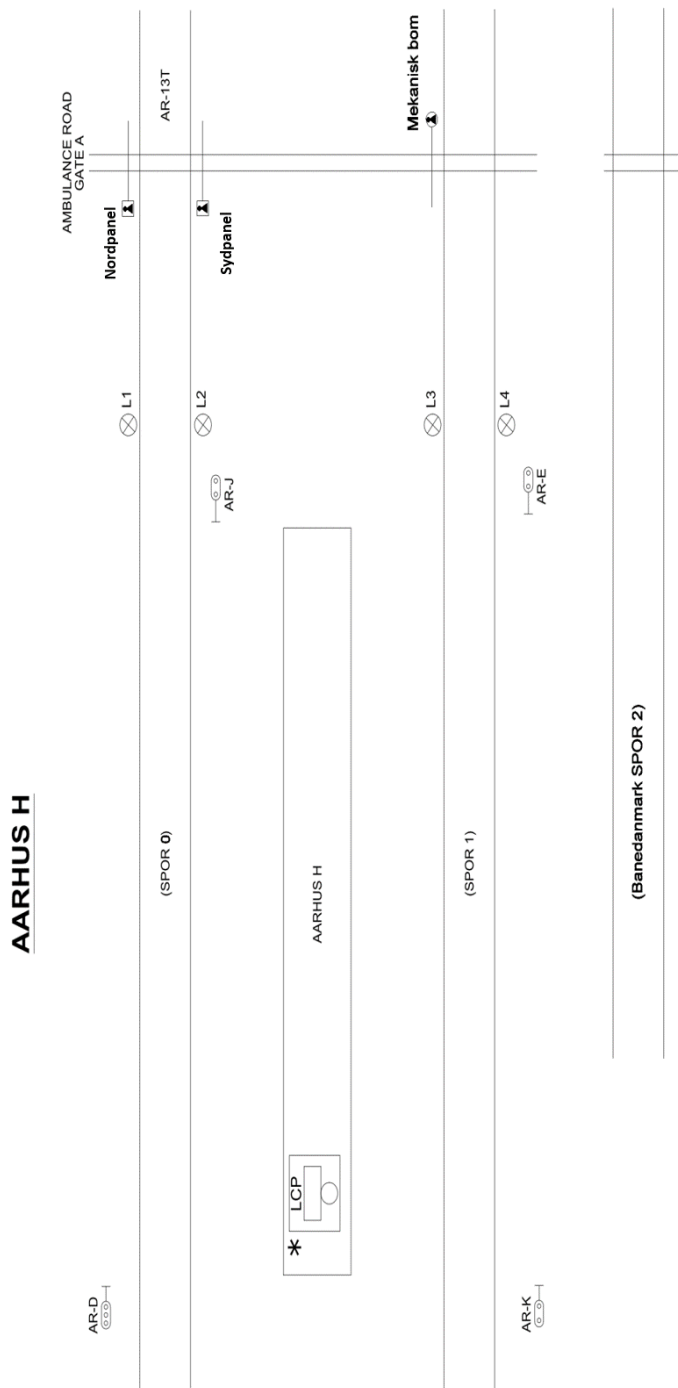 AARHUS H
AMBULANCE ROAD
GATE A
AR-13T
Nordpanel
Sydpanel
Mekanisk bom
L1
L2
L3
L4
AR-J
AR-E
(SPOR 0)
AARHUS H
(SPOR 1)
(Banedanmark SPOR 2)
LCP
*
AR-D
AR-K